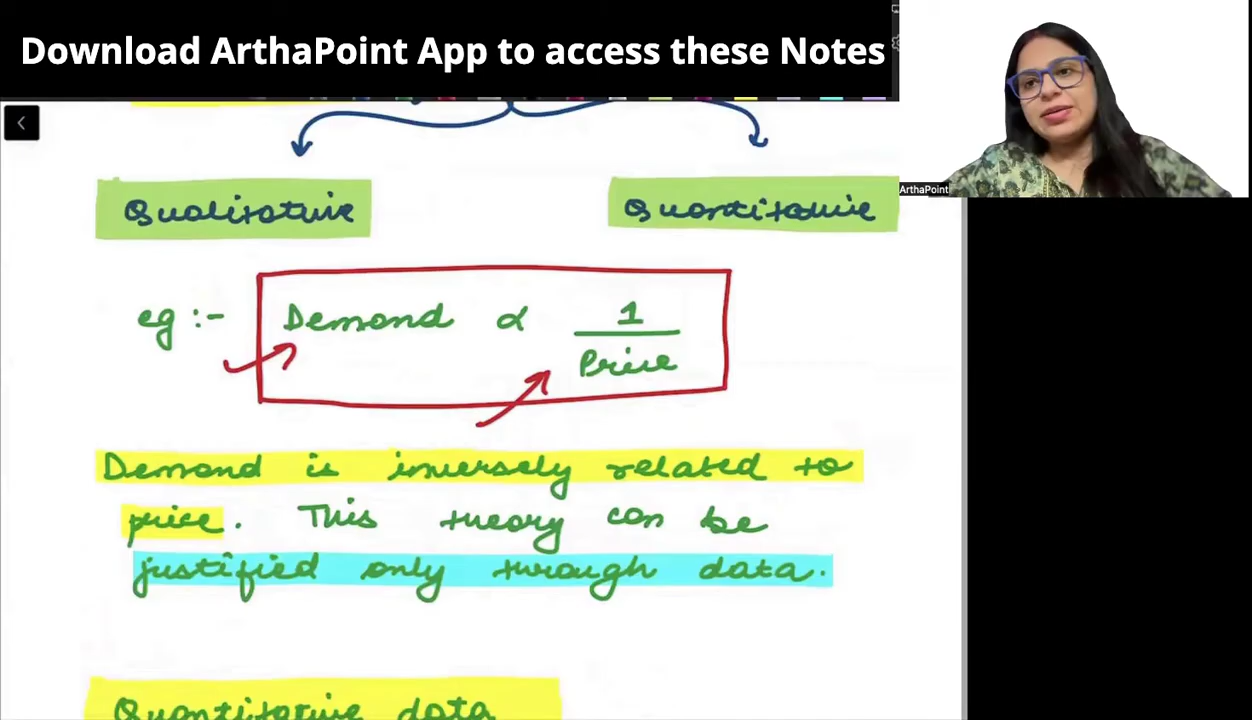 Download ArthaPoint App to access these Notes
ArthaPoint
Qualitative Quantitative
eg :- Demand ∝ 1
Price
Demand is inversely related to
price. This theory can be
justified only through data.
Quantitative data